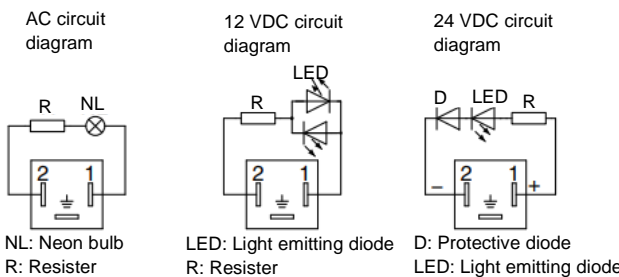 AC circuit
diagram
R NL
2 1
NL: Neon bulb
R: Resister
12 VDC circuit
diagram
LED
R
2 1
LED: Light emitting diode
R: Resister
24 VDC circuit
diagram
D LED R
2 1
– +
D: Protective diode
LED: Light emitting diode